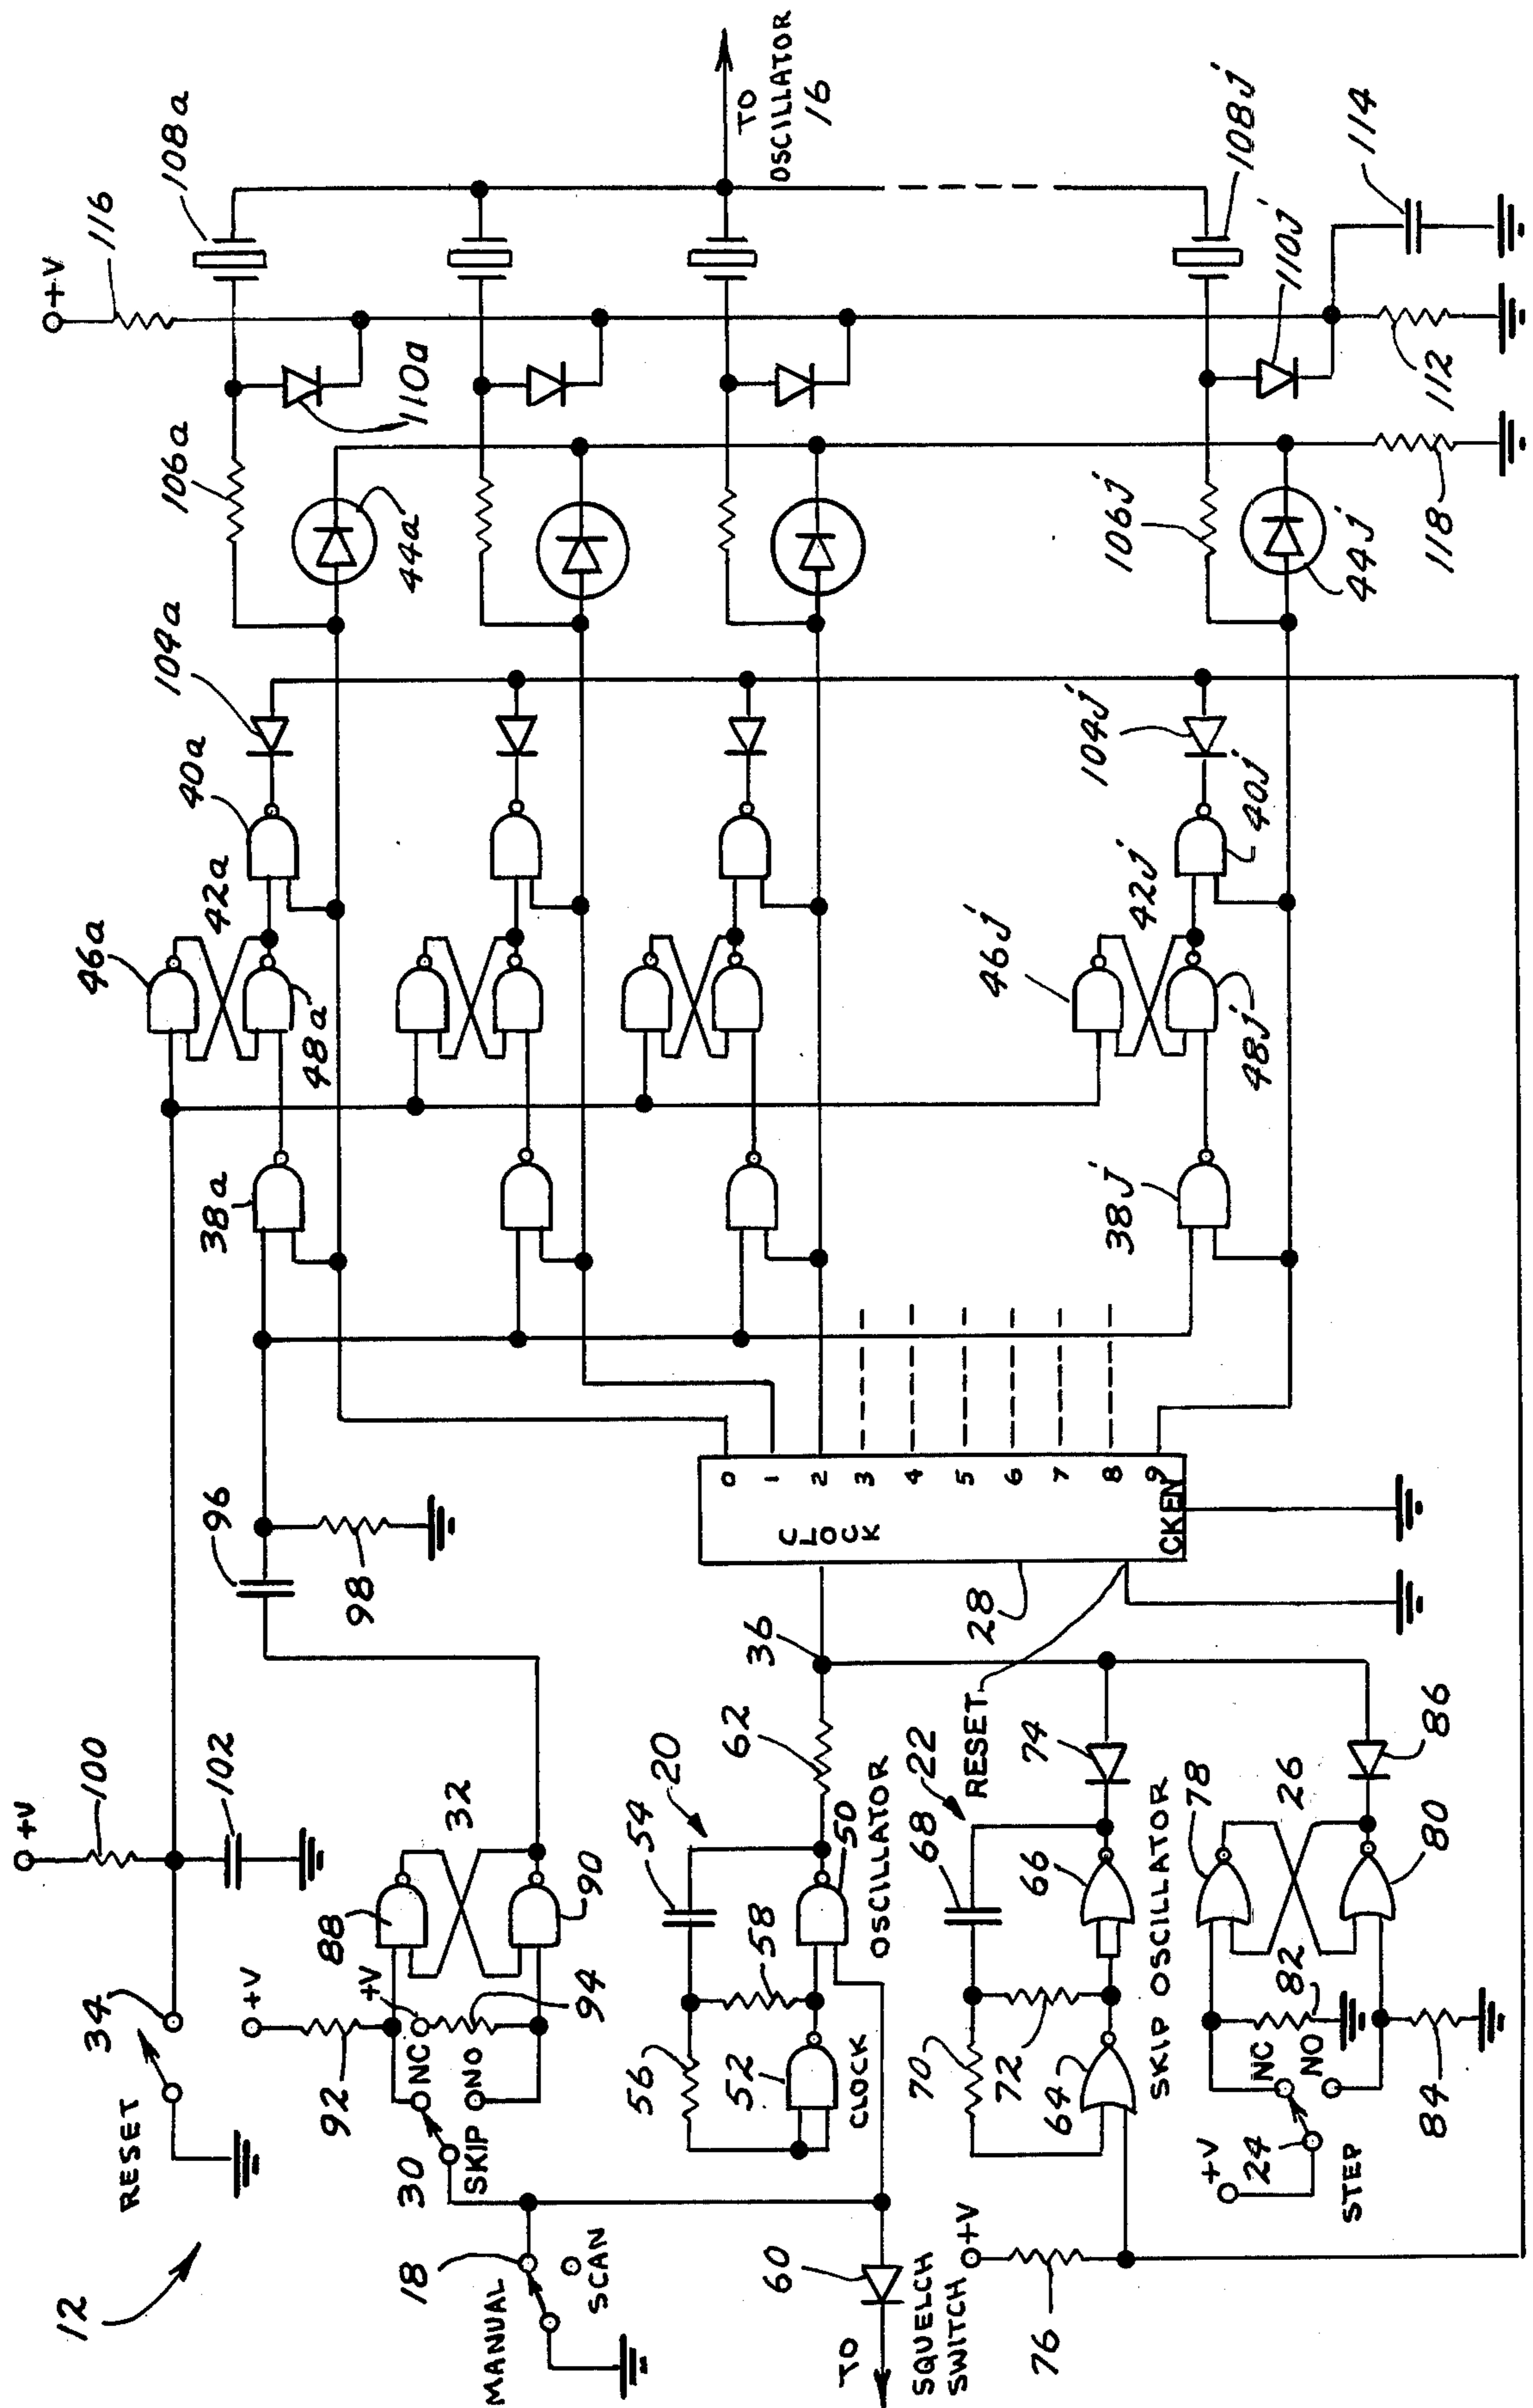 12
RESET
34
+V
100
102
MANUAL
18
SCAN
30
SKIP
92
+V
NC
NO
+V
94
88
90
32
96
98
56
52
CLOCK
54
58
50
OSCILLATOR
20
62
36
60
TO
SQUELCH
SWITCH
+V
76
70
72
64
68
66
22
SKIP OSCILLATOR
74
RESET
28
+V
24
STEP
NC
NO
82
84
78
80
26
86
CLOCK
0
1
2
3
4
5
6
7
8
9
CKEN
38a
46a
48a
42a
40a
104a
44a
106a
110a
+V
116
108a
TO
OSCILLATOR
16
38j
46j
48j
42j
40j
104j
106j
44j
118
110j
112
108j
114